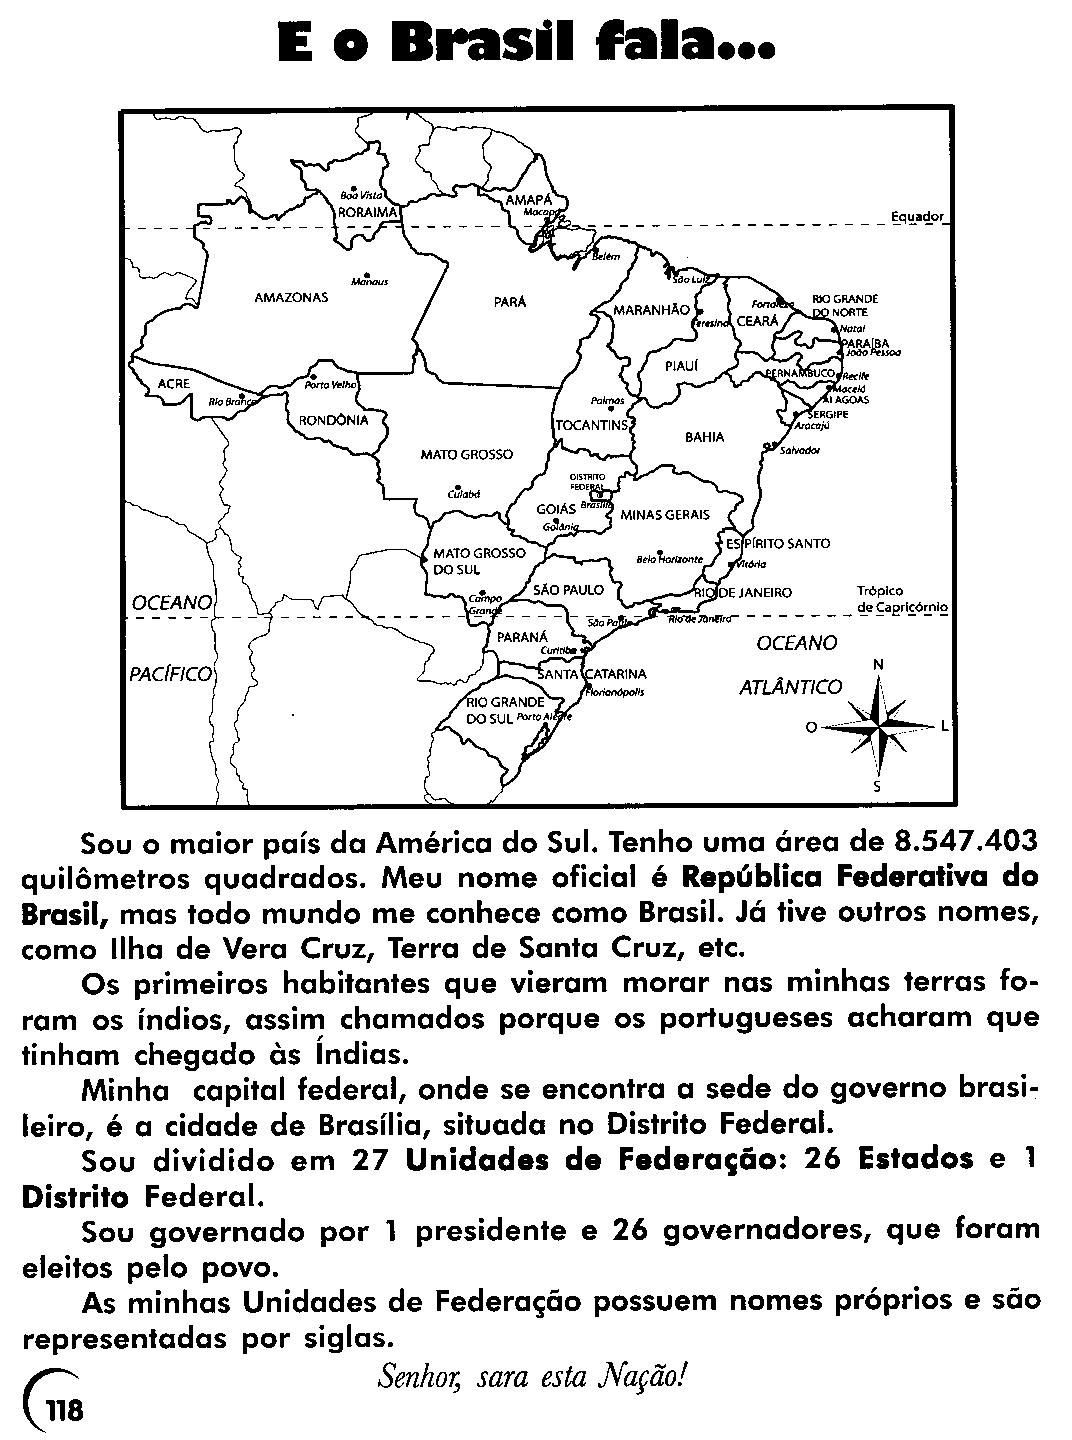 E o Brasil fala...
Boa Vista
RORAIMA
AMAPÁ
Macapá
Equador
Belém
Manaus
AMAZONAS
PARÁ
São Luiz
MARANHÃO
Teresina
Fortaleza
CEARÁ
RIO GRANDE
DO NORTE
Natal
PARAÍBA
João Pessoa
PIAUÍ
PERNAMBUCO
Recife
Maceió
ALAGOAS
SERGIPE
Aracajú
ACRE
Rio Branco
Porto Velho
RONDÔNIA
Palmas
TOCANTINS
BAHIA
Salvador
MATO GROSSO
Cuiabá
DISTRITO
FEDERAL
Brasília
GOIÁS
Goiânia
MINAS GERAIS
Belo Horizonte
ESPÍRITO SANTO
Vitória
MATO GROSSO
DO SUL
Campo
Grande
SÃO PAULO
São Paulo
RIO DE JANEIRO
Rio de Janeiro
Trópico
de Capricórnio
OCEANO
PACÍFICO
PARANÁ
Curitiba
SANTA CATARINA
Florianópolis
RIO GRANDE
DO SUL
Porto Alegre
OCEANO
ATLÂNTICO
N
O
L
S
Sou o maior país da América do Sul. Tenho uma área de 8.547.403
quilômetros quadrados. Meu nome oficial é República Federativa do
Brasil, mas todo mundo me conhece como Brasil. Já tive outros nomes,
como Ilha de Vera Cruz, Terra de Santa Cruz, etc.
Os primeiros habitantes que vieram morar nas minhas terras fo-
ram os índios, assim chamados porque os portugueses acharam que
tinham chegado às Índias.
Minha capital federal, onde se encontra a sede do governo brasi-
leiro, é a cidade de Brasília, situada no Distrito Federal.
Sou dividido em 27 Unidades de Federação: 26 Estados e 1
Distrito Federal.
Sou governado por 1 presidente e 26 governadores, que foram
eleitos pelo povo.
As minhas Unidades de Federação possuem nomes próprios e são
representadas por siglas.
Senhor, sara esta Nação!
118